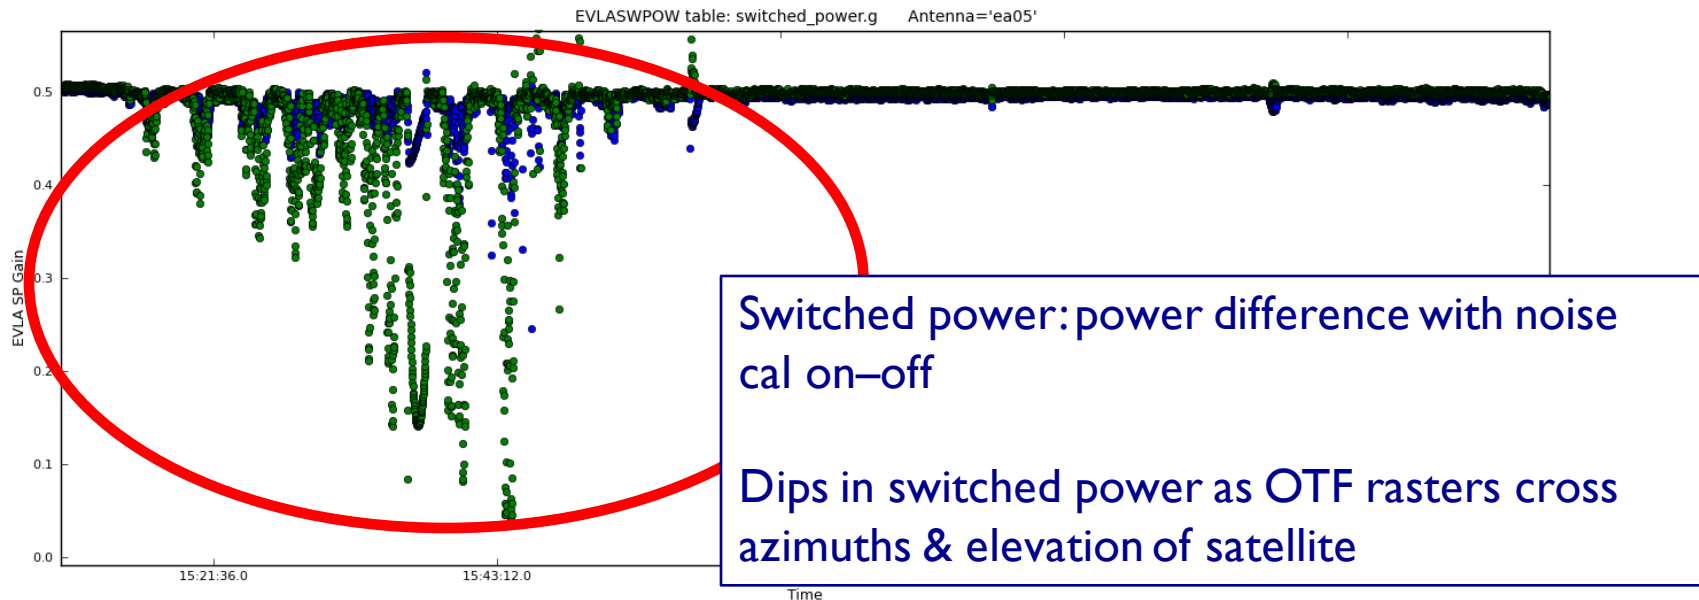 EVLASWPOW table: switched_power.g Antenna='ea05'
0.5
0.4
0.3
0.2
0.1
0.0
EVLA SP Gain
15:21:36.0 15:43:12.0
Time
Switched power: power difference with noise
cal on–off
Dips in switched power as OTF rasters cross
azimuths & elevation of satellite